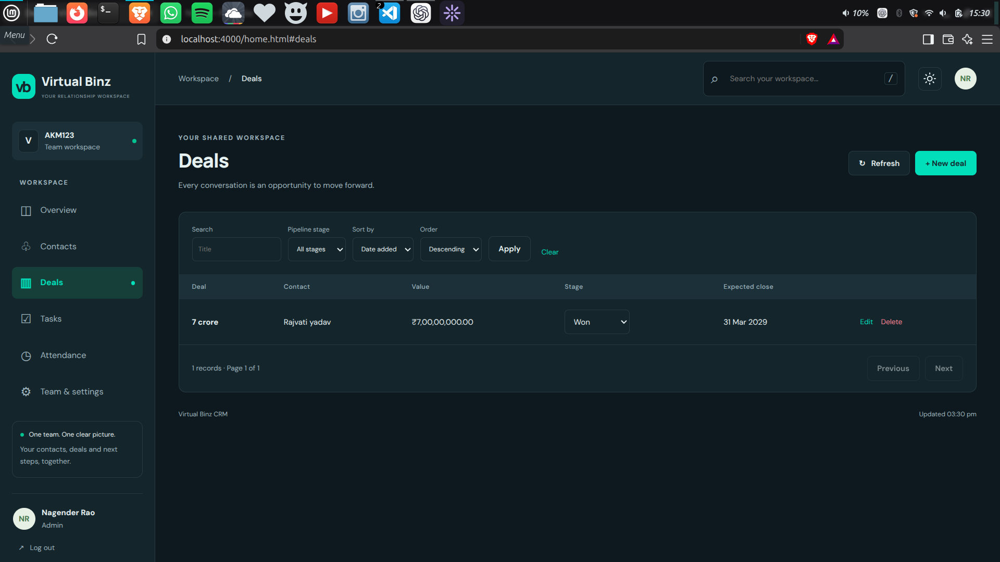 2
10%
15:30
Menu
localhost:4000/home.html#deals
vb
Virtual Binz
YOUR RELATIONSHIP WORKSPACE
Workspace / Deals
Search your workspace...
/
NR
V
AKM123
Team workspace
WORKSPACE
Overview
Contacts
Deals
Tasks
Attendance
Team & settings
One team. One clear picture.
Your contacts, deals and next
steps, together.
NR
Nagender Rao
Admin
↗ Log out
YOUR SHARED WORKSPACE
Deals
Every conversation is an opportunity to move forward.
↻ Refresh
+ New deal
Search Pipeline stage Sort by Order
Title All stages Date added Descending Apply Clear
Deal Contact Value Stage Expected close
7 crore Rajvati yadav ₹7,00,00,000.00 Won 31 Mar 2029 Edit Delete
1 records · Page 1 of 1 Previous Next
Virtual Binz CRM Updated 03:30 pm